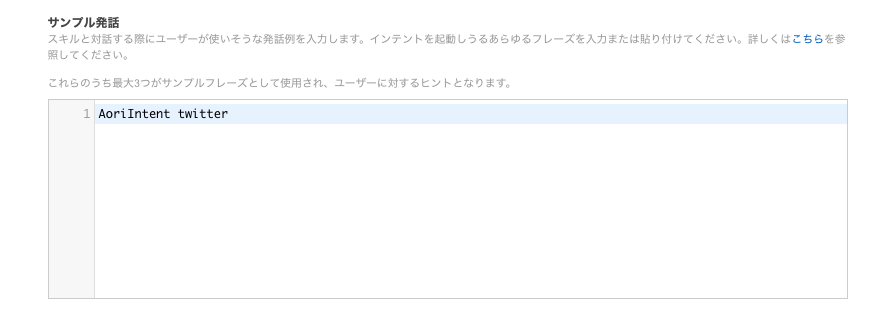 サンプル発話
スキルと対話する際にユーザーが使いそうな発話例を入力します。インテントを起動しうるあらゆるフレーズを入力または貼り付けてください。詳しくはこちらを参
照してください。
これらのうち最大3つがサンプルフレーズとして使用され、ユーザーに対するヒントとなります。
1 AoriIntent twitter